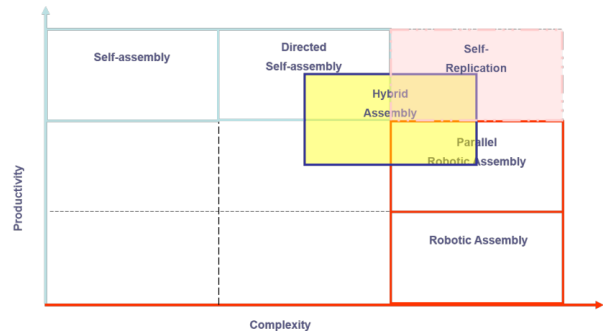 Self-assembly
Directed
Self-assembly
Self-
Replication
Hybrid
Assembly
Parallel
Robotic Assembly
Robotic Assembly
Productivity
Complexity